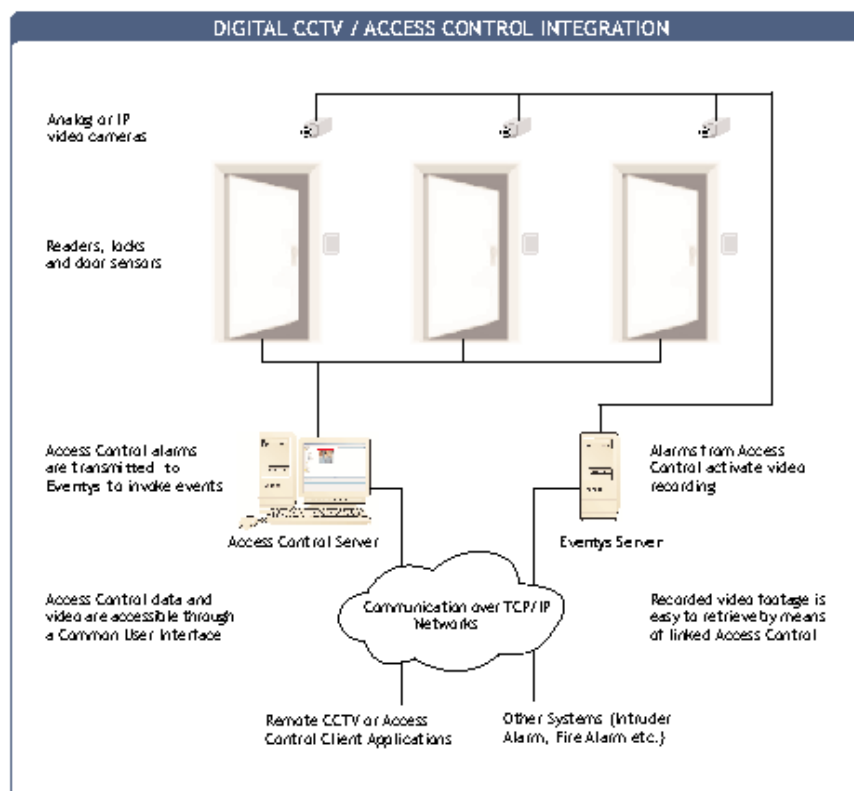 DIGITAL CCTV / ACCESS CONTROL INTEGRATION
Analog or IP
video cameras
Readers, locks
and door sensors
Access Control alarms
are transmitted to
Eventys to invoke events
Alarms from Access
Control activate video
recording
Access Control Server
Eventys Server
Access Control data and
video are accessible through
a Common User Interface
Communication over TCP/IP
Networks
Recorded video footage is
easy to retrieve by means
of linked Access Control
Remote CCTV or Access
Control Client Applications
Other Systems (Intruder
Alarm, Fire Alarm etc.)